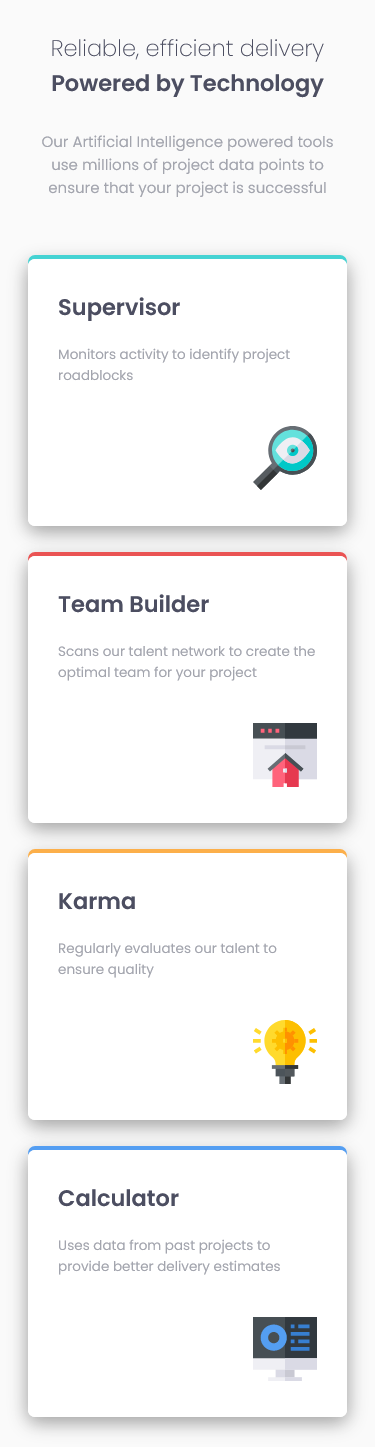 Reliable, efficient delivery
Powered by Technology
Our Artificial Intelligence powered tools
use millions of project data points to
ensure that your project is successful
Supervisor
Monitors activity to identify project
roadblocks
Team Builder
Scans our talent network to create the
optimal team for your project
Karma
Regularly evaluates our talent to
ensure quality
Calculator
Uses data from past projects to
provide better delivery estimates